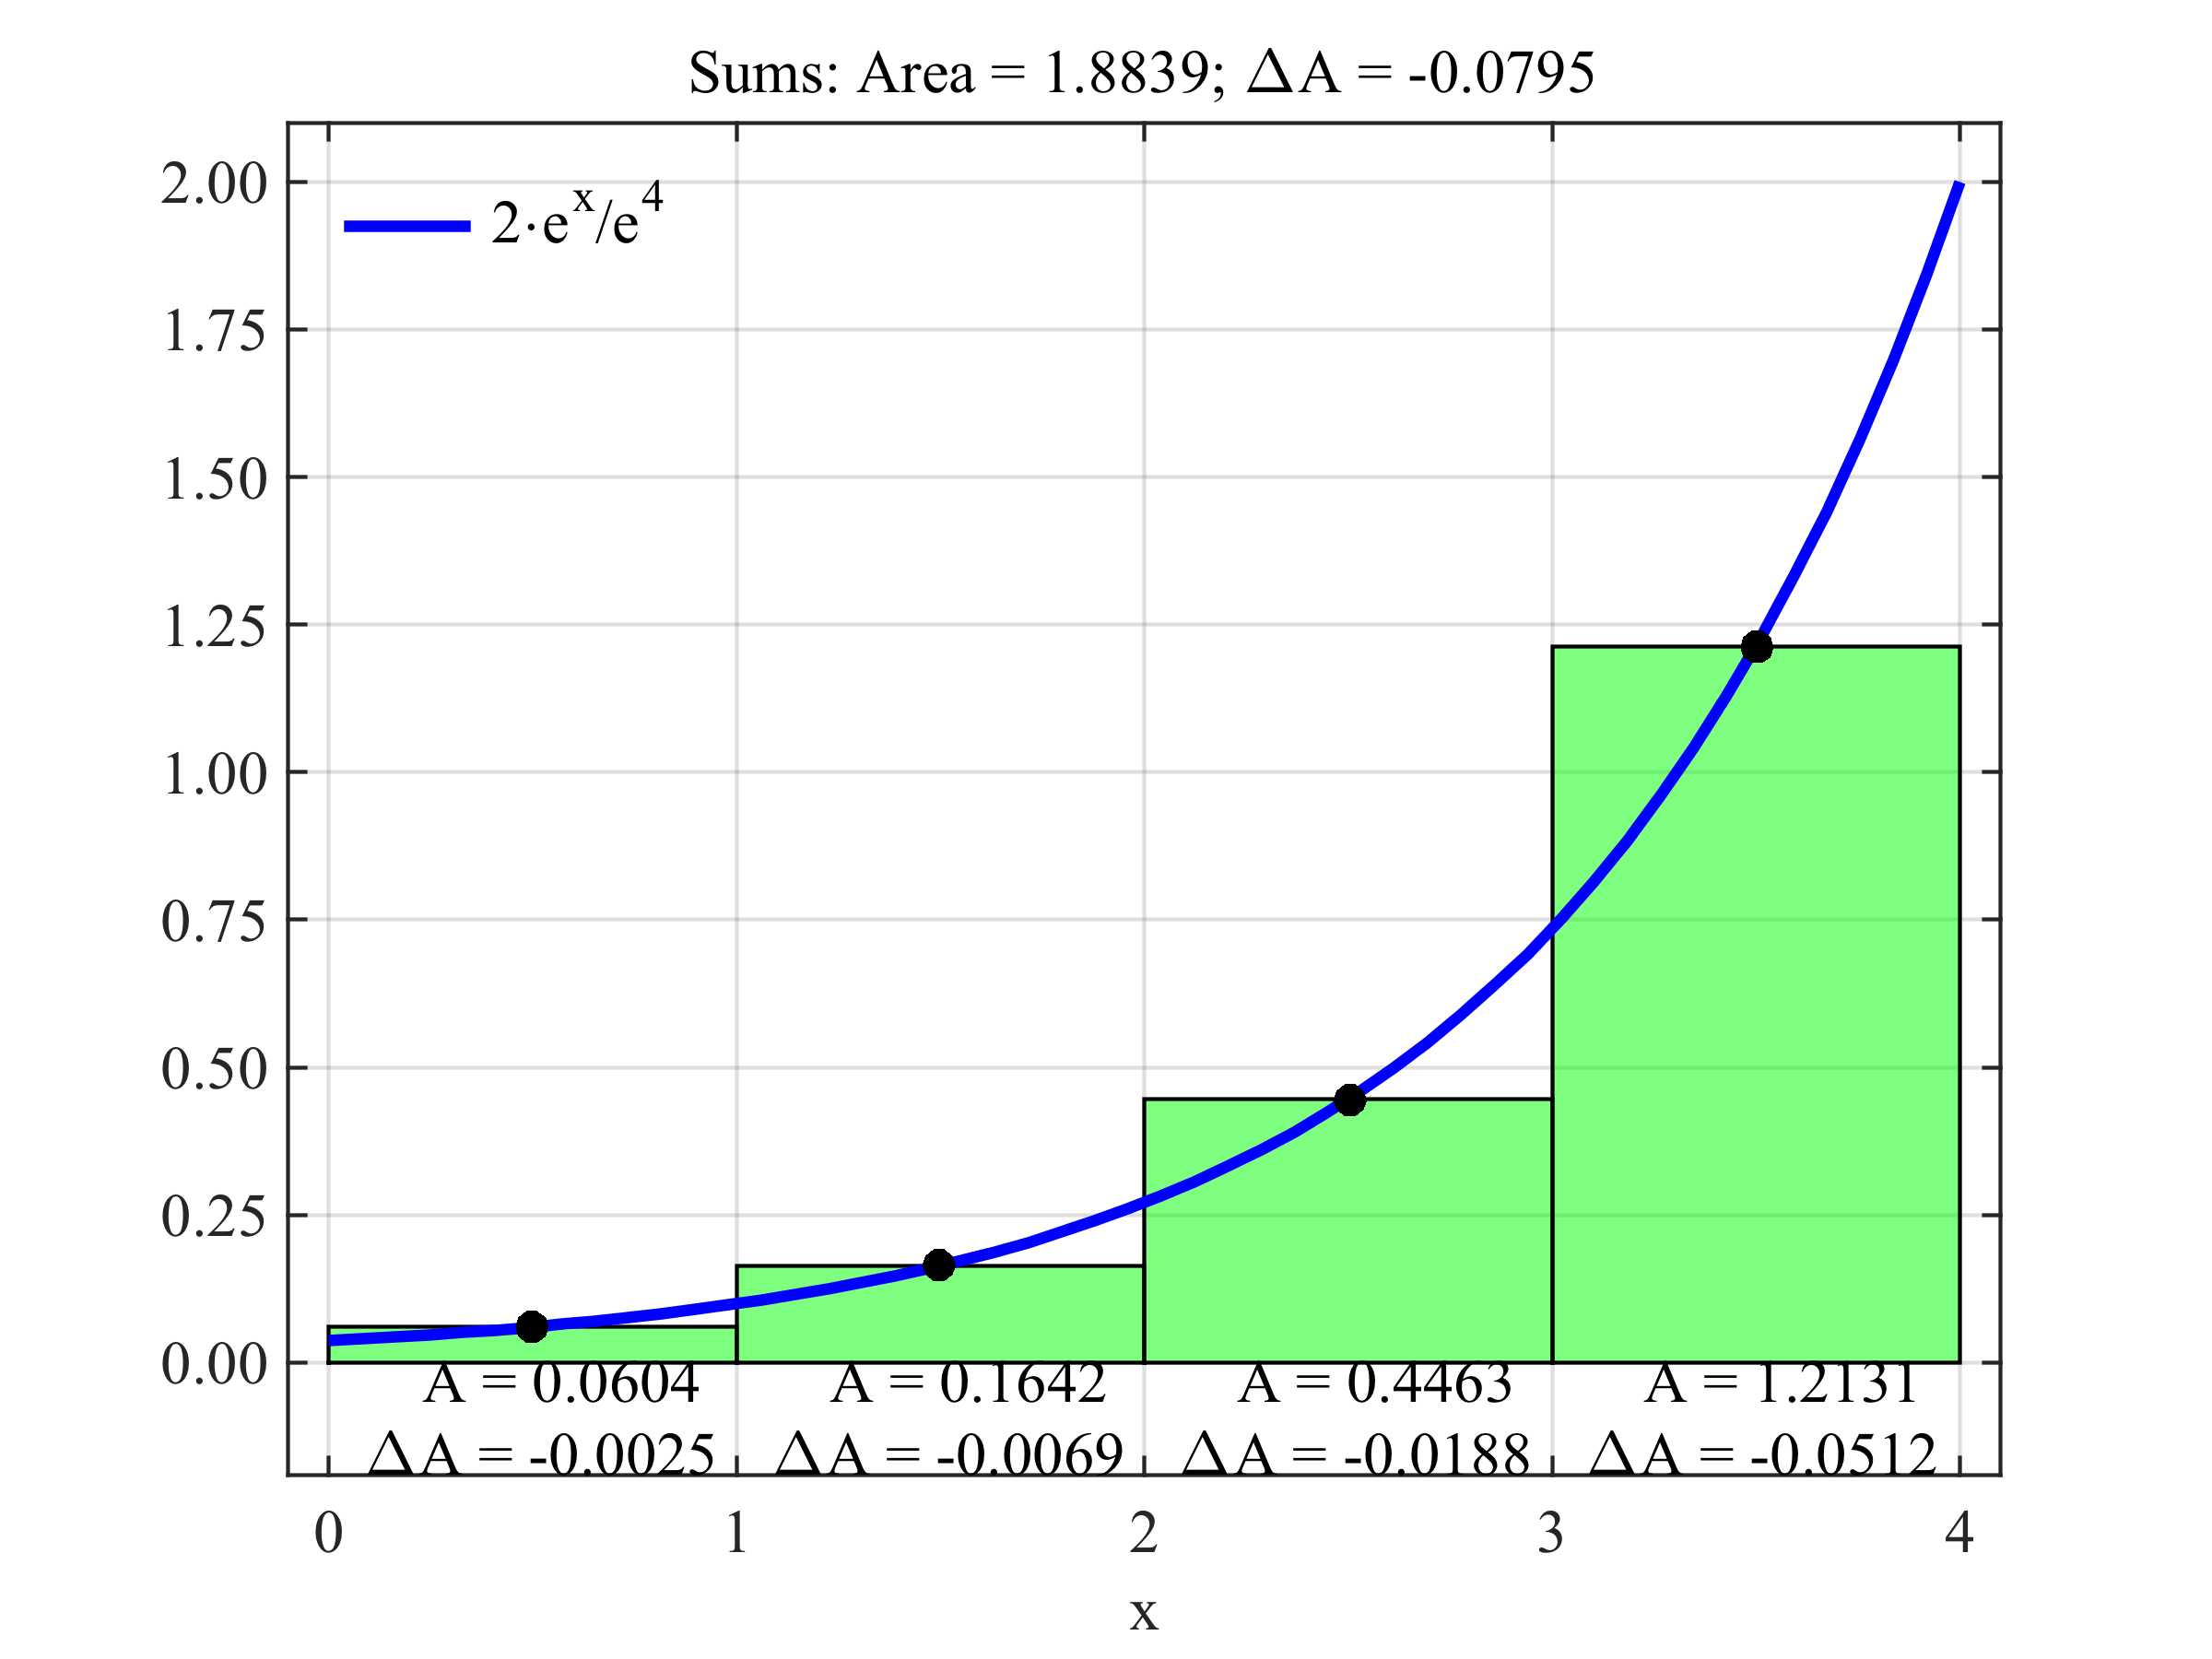 Sums: Area = 1.8839; ΔA = -0.0795
2·eˣ/e⁴
2.00
1.75
1.50
1.25
1.00
0.75
0.50
0.25
0.00
A = 0.0604 A = 0.1642 A = 0.4463 A = 1.2131
ΔA = -0.0025 ΔA = -0.0069 ΔA = -0.0188 ΔA = -0.0512
0 1 2 3 4
x